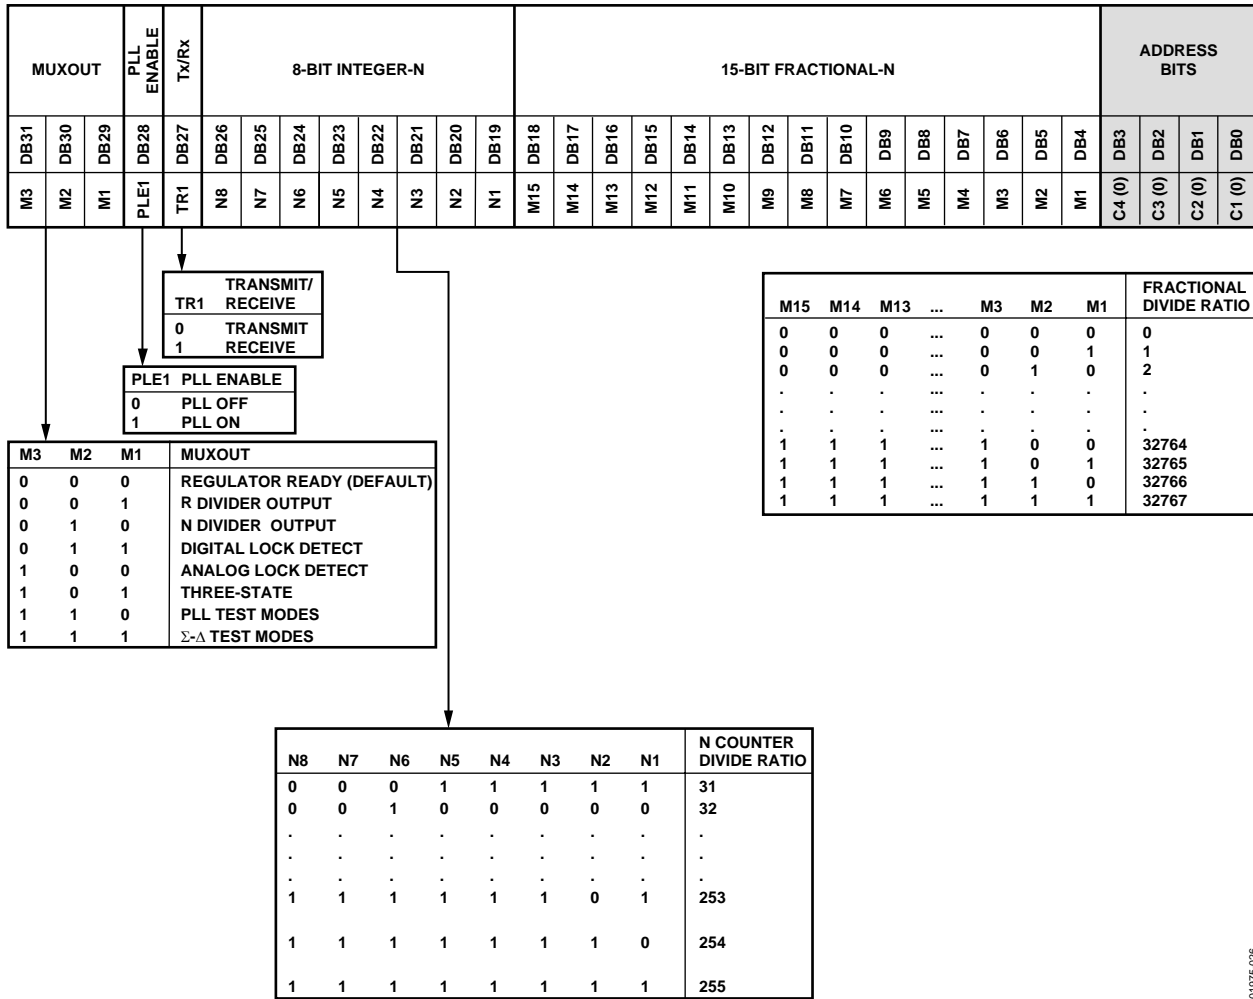 MUXOUT
PLL
ENABLE
Tx/Rx
8-BIT INTEGER-N
15-BIT FRACTIONAL-N
ADDRESS
BITS
DB31 DB30 DB29 DB28 DB27 DB26 DB25 DB24 DB23 DB22 DB21 DB20 DB19 DB18 DB17 DB16 DB15 DB14 DB13 DB12 DB11 DB10 DB9 DB8 DB7 DB6 DB5 DB4 DB3 DB2 DB1 DB0
M3 M2 M1 PLE1 TR1 N8 N7 N6 N5 N4 N3 N2 N1 M15 M14 M13 M12 M11 M10 M9 M8 M7 M6 M5 M4 M3 M2 M1 C4 (0) C3 (0) C2 (0) C1 (0)
TRANSMIT/
TR1 RECEIVE
0 TRANSMIT
1 RECEIVE
PLE1 PLL ENABLE
0 PLL OFF
1 PLL ON
M3 M2 M1 MUXOUT
0 0 0 REGULATOR READY (DEFAULT)
0 0 1 R DIVIDER OUTPUT
0 1 0 N DIVIDER OUTPUT
0 1 1 DIGITAL LOCK DETECT
1 0 0 ANALOG LOCK DETECT
1 0 1 THREE-STATE
1 1 0 PLL TEST MODES
1 1 1 Σ-Δ TEST MODES
FRACTIONAL
M15 M14 M13 ... M3 M2 M1 DIVIDE RATIO
0 0 0 ... 0 0 0 0
0 0 0 ... 0 0 1 1
0 0 0 ... 0 1 0 2
. . . ... . . . .
. . . ... . . . .
. . . ... . . . .
1 1 1 ... 1 0 0 32764
1 1 1 ... 1 0 1 32765
1 1 1 ... 1 1 0 32766
1 1 1 ... 1 1 1 32767
N COUNTER
N8 N7 N6 N5 N4 N3 N2 N1 DIVIDE RATIO
0 0 0 1 1 1 1 1 31
0 0 1 0 0 0 0 0 32
. . . . . . . . .
. . . . . . . . .
. . . . . . . . .
1 1 1 1 1 1 0 1 253
1 1 1 1 1 1 1 0 254
1 1 1 1 1 1 1 1 255